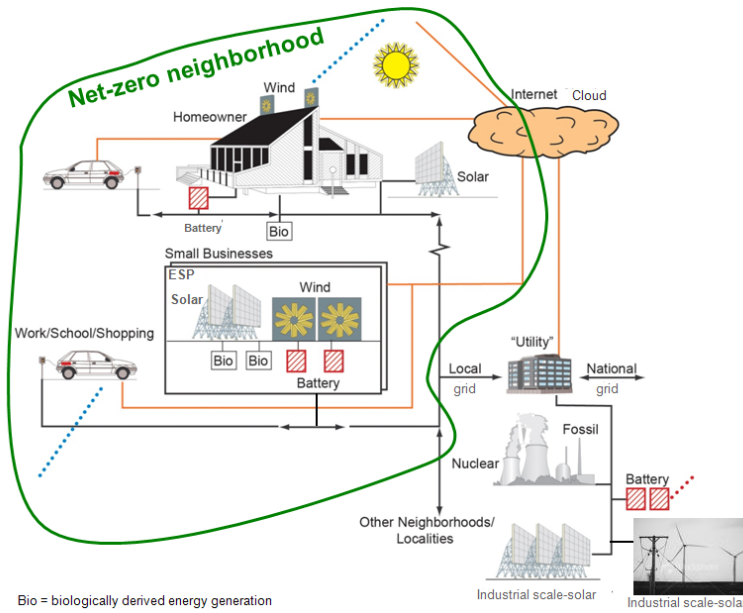 Net-zero neighborhood
Wind
Internet Cloud
Homeowner
Solar
Battery
Bio
Small Businesses
ESP
Wind
Solar
Work/School/Shopping
Bio Bio
Battery
"Utility"
Local
grid
National
grid
Fossil
Nuclear
Battery
Other Neighborhoods/
Localities
Industrial scale-solar
Industrial scale-solar
Bio = biologically derived energy generation